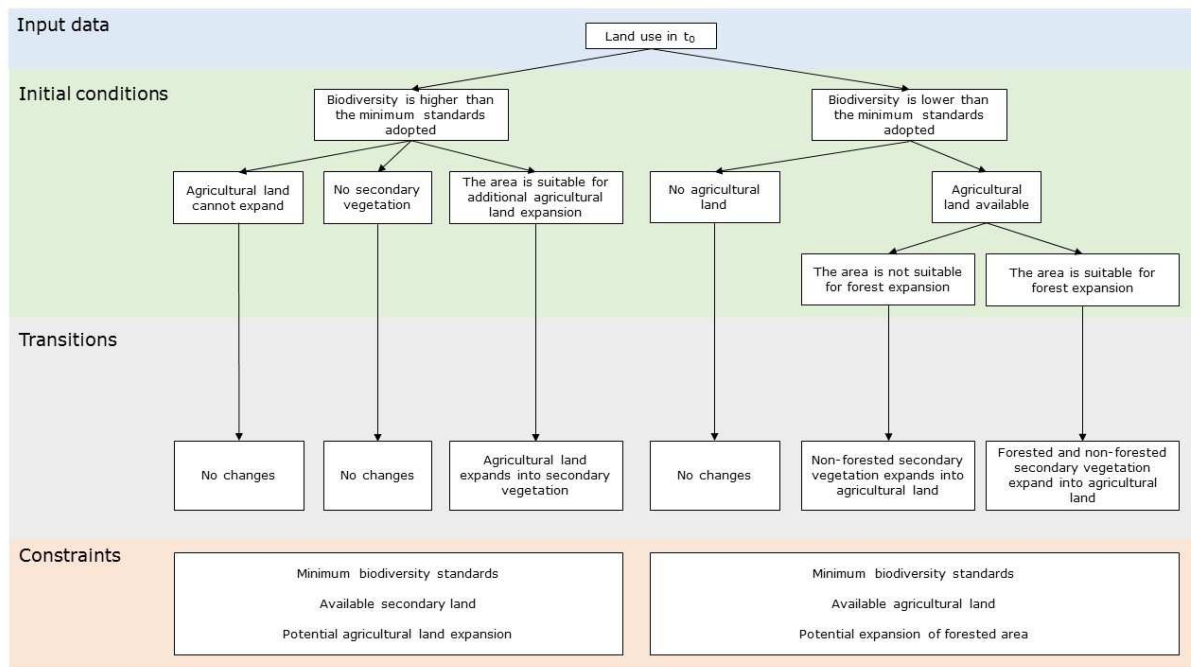 Input data
Land use in t0
Initial conditions
Biodiversity is higher than
the minimum standards
adopted
Biodiversity is lower than
the minimum standards
adopted
Agricultural land
cannot expand
No secondary
vegetation
The area is suitable for
additional agricultural
land expansion
No agricultural
land
Agricultural
land available
The area is not suitable
for forest expansion
The area is suitable for
forest expansion
Transitions
No changes
No changes
Agricultural land
expands into secondary
vegetation
No changes
Non-forested secondary
vegetation expands into
agricultural land
Forested and non-forested
secondary vegetation
expand into agricultural
land
Constraints
Minimum biodiversity standards
Available secondary land
Potential agricultural land expansion
Minimum biodiversity standards
Available agricultural land
Potential expansion of forested area